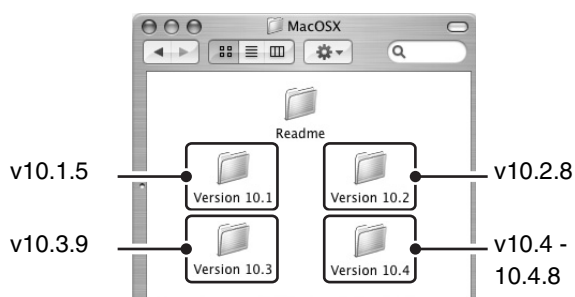 MacOSX
Readme
v10.1.5
Version 10.1
Version 10.2
v10.2.8
v10.3.9
Version 10.3
Version 10.4
v10.4 -
10.4.8